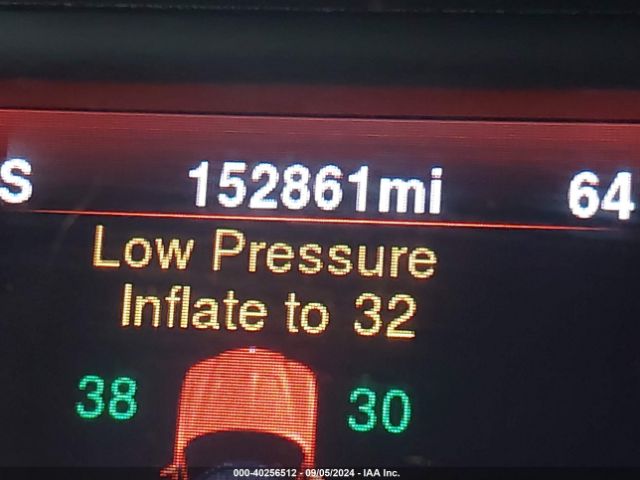 S 152861mi 64
Low Pressure
Inflate to 32
38 30
000-40256512 - 09/05/2024 - IAA Inc.